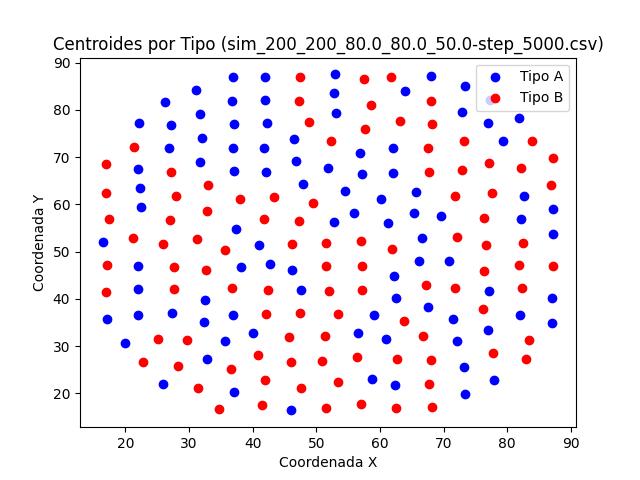 Centroides por Tipo (sim_200_200_80.0_80.0_50.0-step_5000.csv)
Tipo A
Tipo B
90
80
70
60
50
40
30
20
Coordenada Y
20 30 40 50 60 70 80 90
Coordenada X